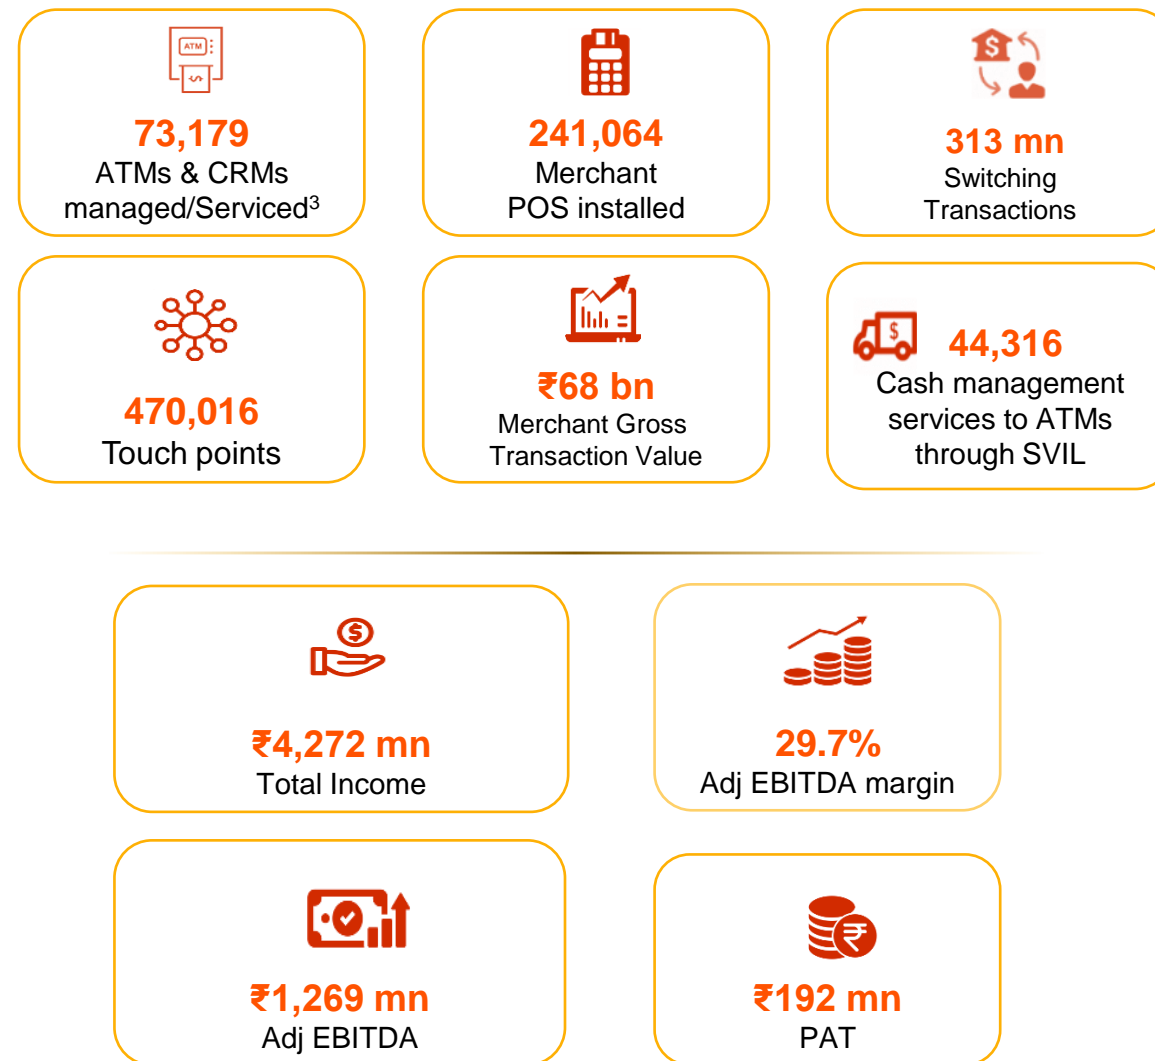 ATM
73,179
ATMs & CRMs
managed/Serviced³
241,064
Merchant
POS installed
$
313 mn
Switching
Transactions
470,016
Touch points
₹68 bn
Merchant Gross
Transaction Value
$
44,316
Cash management
services to ATMs
through SVIL
$
₹4,272 mn
Total Income
29.7%
Adj EBITDA margin
₹1,269 mn
Adj EBITDA
₹
₹192 mn
PAT